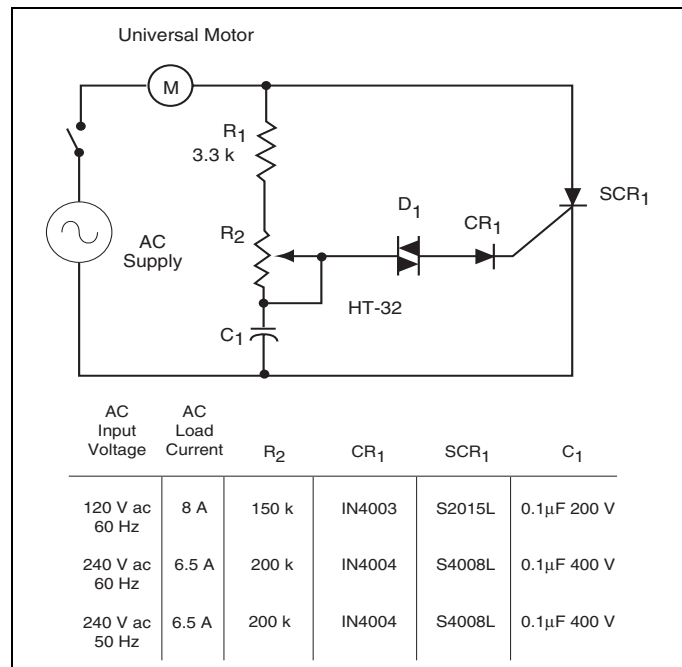 Universal Motor
M
R1
3.3 k
SCR1
D1
CR1
R2
AC
Supply
HT-32
C1
AC
Input
Voltage
AC
Load
Current
R2
CR1
SCR1
C1
120 V ac
60 Hz
8 A
150 k
IN4003
S2015L
0.1μF 200 V
240 V ac
60 Hz
6.5 A
200 k
IN4004
S4008L
0.1μF 400 V
240 V ac
50 Hz
6.5 A
200 k
IN4004
S4008L
0.1μF 400 V